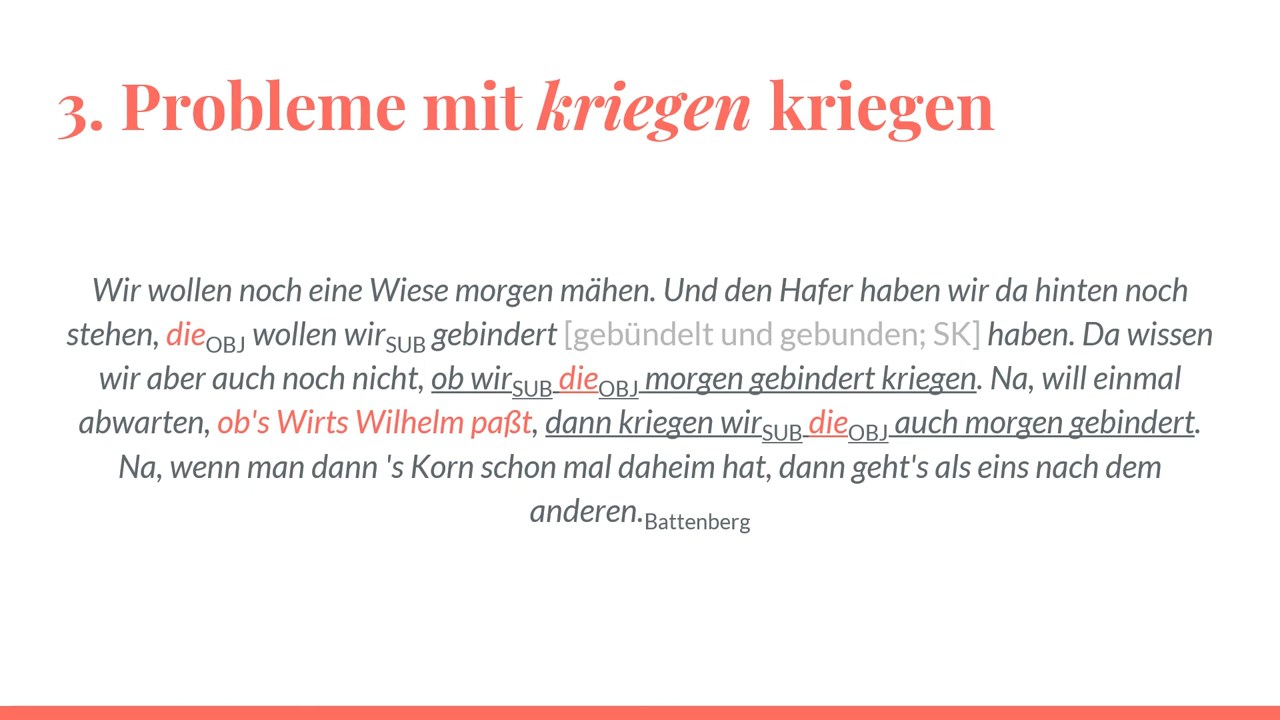 3. Probleme mit kriegen kriegen
Wir wollen noch eine Wiese morgen mähen. Und den Hafer haben wir da hinten noch
stehen, dieOBJ wollen wirSUB gebindert [gebündelt und gebunden; SK] haben. Da wissen
wir aber auch noch nicht, ob wirSUB dieOBJ morgen gebindert kriegen. Na, will einmal
abwarten, ob's Wirts Wilhelm paßt, dann kriegen wirSUB dieOBJ auch morgen gebindert.
Na, wenn man dann 's Korn schon mal daheim hat, dann geht's als eins nach dem
anderen.Battenberg